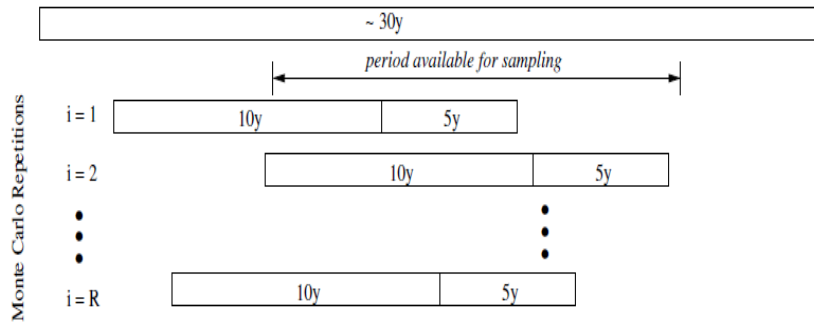 ~ 30y
period available for sampling
Monte Carlo Repetitions
i = 1
10y 5y
i = 2
10y 5y
i = R
10y 5y